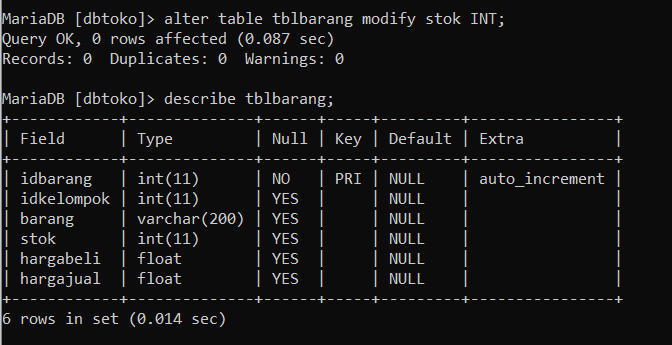 MariaDB [dbtoko]> alter table tblbarang modify stok INT;
Query OK, 0 rows affected (0.087 sec)
Records: 0  Duplicates: 0  Warnings: 0

MariaDB [dbtoko]> describe tblbarang;
+------------+--------------+------+-----+---------+----------------+
| Field      | Type         | Null | Key | Default | Extra          |
+------------+--------------+------+-----+---------+----------------+
| idbarang   | int(11)      | NO   | PRI | NULL    | auto_increment |
| idkelompok | int(11)      | YES  |     | NULL    |                |
| barang     | varchar(200) | YES  |     | NULL    |                |
| stok       | int(11)      | YES  |     | NULL    |                |
| hargabeli  | float        | YES  |     | NULL    |                |
| hargajual  | float        | YES  |     | NULL    |                |
+------------+--------------+------+-----+---------+----------------+
6 rows in set (0.014 sec)